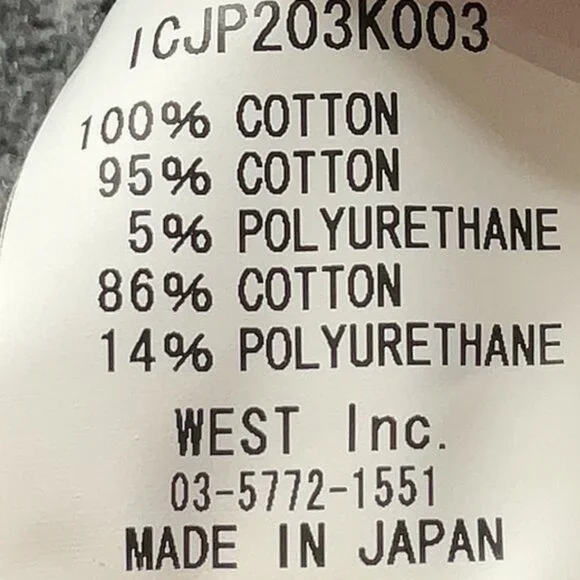 ICJP203K003
100% COTTON
95% COTTON
5% POLYURETHANE
86% COTTON
14% POLYURETHANE
WEST Inc.
03-5772-1551
MADE IN JAPAN